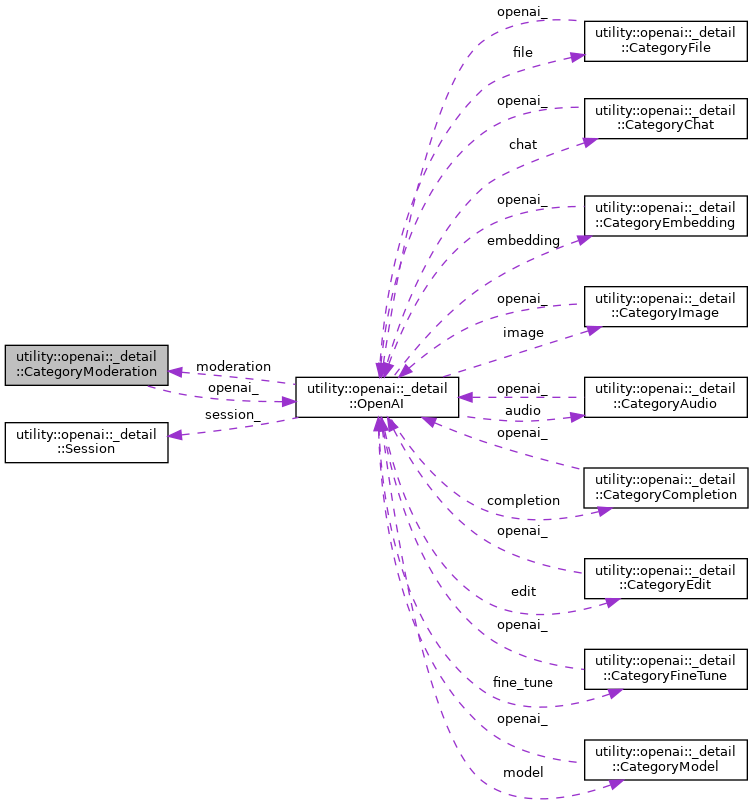 openai_
utility::openai::_detail
::CategoryFile
file
openai_
utility::openai::_detail
::CategoryChat
chat
openai_
utility::openai::_detail
::CategoryEmbedding
embedding
openai_
utility::openai::_detail
::CategoryImage
image
utility::openai::_detail
::CategoryModeration
moderation
openai_
utility::openai::_detail
::OpenAI
openai_
audio
utility::openai::_detail
::CategoryAudio
session_
utility::openai::_detail
::Session
openai_
utility::openai::_detail
::CategoryCompletion
completion
openai_
utility::openai::_detail
::CategoryEdit
edit
openai_
utility::openai::_detail
::CategoryFineTune
fine_tune
openai_
utility::openai::_detail
::CategoryModel
model